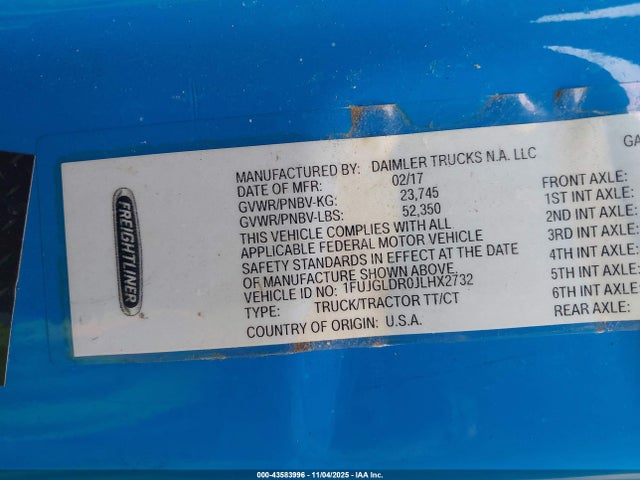 FREIGHTLINER
MANUFACTURED BY: DAIMLER TRUCKS N.A. LLC
DATE OF MFR: 02/17
GVWR/PNBV-KG: 23,745
GVWR/PNBV-LBS: 52,350
THIS VEHICLE COMPLIES WITH ALL
APPLICABLE FEDERAL MOTOR VEHICLE
SAFETY STANDARDS IN EFFECT AT THE DATE
OF MANUFACTURE SHOWN ABOVE.
VEHICLE ID NO: 1FUJGLDR0JLHX2732
TYPE: TRUCK/TRACTOR TT/CT
COUNTRY OF ORIGIN: U.S.A.
GA
FRONT AXLE:
1ST INT AXLE:
2ND INT AXLE:
3RD INT AXLE:
4TH INT AXLE:
5TH INT AXLE:
6TH INT AXLE:
REAR AXLE:
000-43583996 - 11/04/2025 - IAA Inc.